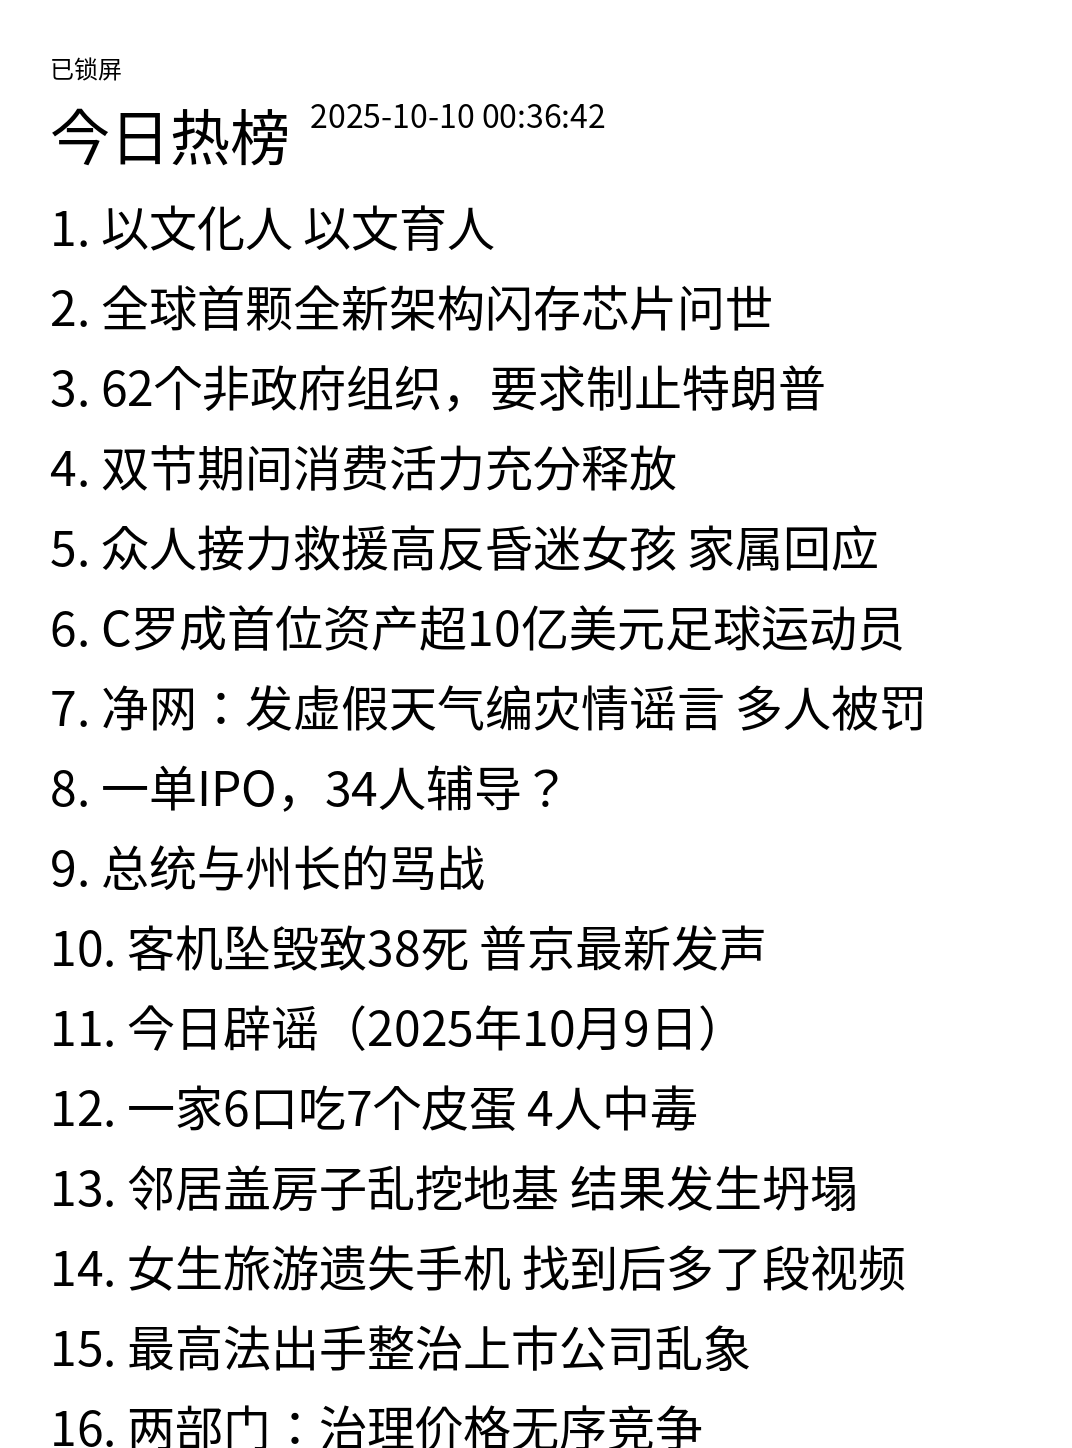 已锁屏
今日热榜 2025-10-10 00:36:42
1. 以文化人 以文育人
2. 全球首颗全新架构闪存芯片问世
3. 62个非政府组织，要求制止特朗普
4. 双节期间消费活力充分释放
5. 众人接力救援高反昏迷女孩 家属回应
6. C罗成首位资产超10亿美元足球运动员
7. 净网：发虚假天气编灾情谣言 多人被罚
8. 一单IPO，34人辅导？
9. 总统与州长的骂战
10. 客机坠毁致38死 普京最新发声
11. 今日辟谣（2025年10月9日）
12. 一家6口吃7个皮蛋 4人中毒
13. 邻居盖房子乱挖地基 结果发生坍塌
14. 女生旅游遗失手机 找到后多了段视频
15. 最高法出手整治上市公司乱象
16. 两部门：治理价格无序竞争